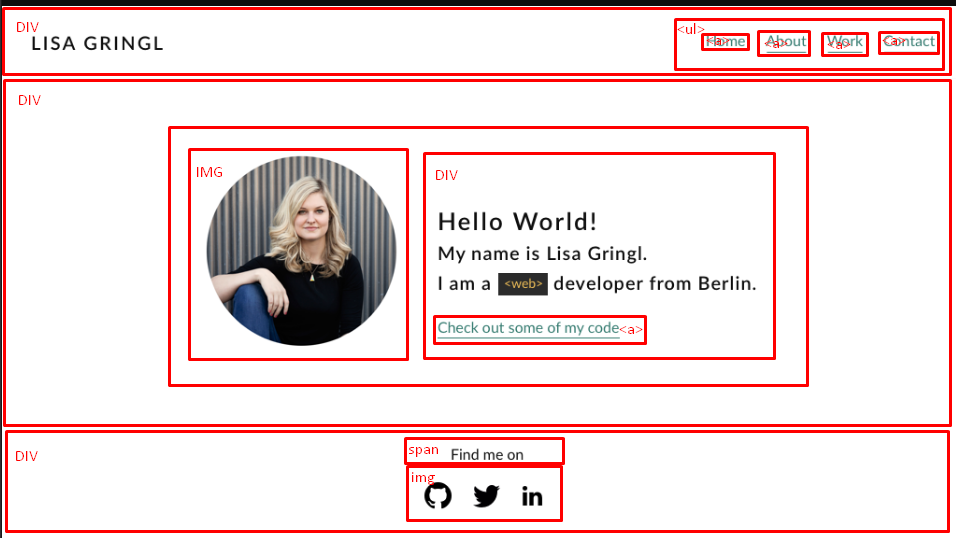 DIV
LISA GRINGL
<ul>
Home <a>
About <a>
Work <a>
Contact <a>
DIV
IMG
DIV
Hello World!
My name is Lisa Gringl.
I am a <web> developer from Berlin.
Check out some of my code <a>
DIV
span
Find me on
img
in